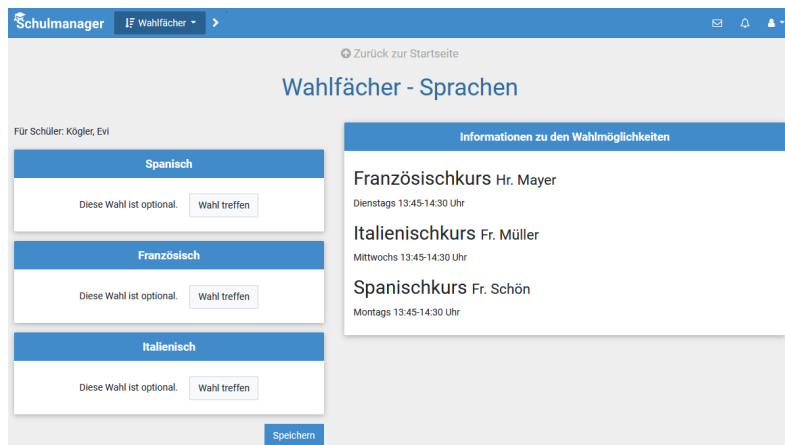 Schulmanager Wahlfächer
Zurück zur Startseite
Wahlfächer - Sprachen
Für Schüler: Kögler, Evi
Spanisch
Diese Wahl ist optional. Wahl treffen
Französisch
Diese Wahl ist optional. Wahl treffen
Italienisch
Diese Wahl ist optional. Wahl treffen
Speichern
Informationen zu den Wahlmöglichkeiten
Französischkurs Hr. Mayer
Dienstags 13:45-14:30 Uhr
Italienischkurs Fr. Müller
Mittwochs 13:45-14:30 Uhr
Spanischkurs Fr. Schön
Montags 13:45-14:30 Uhr